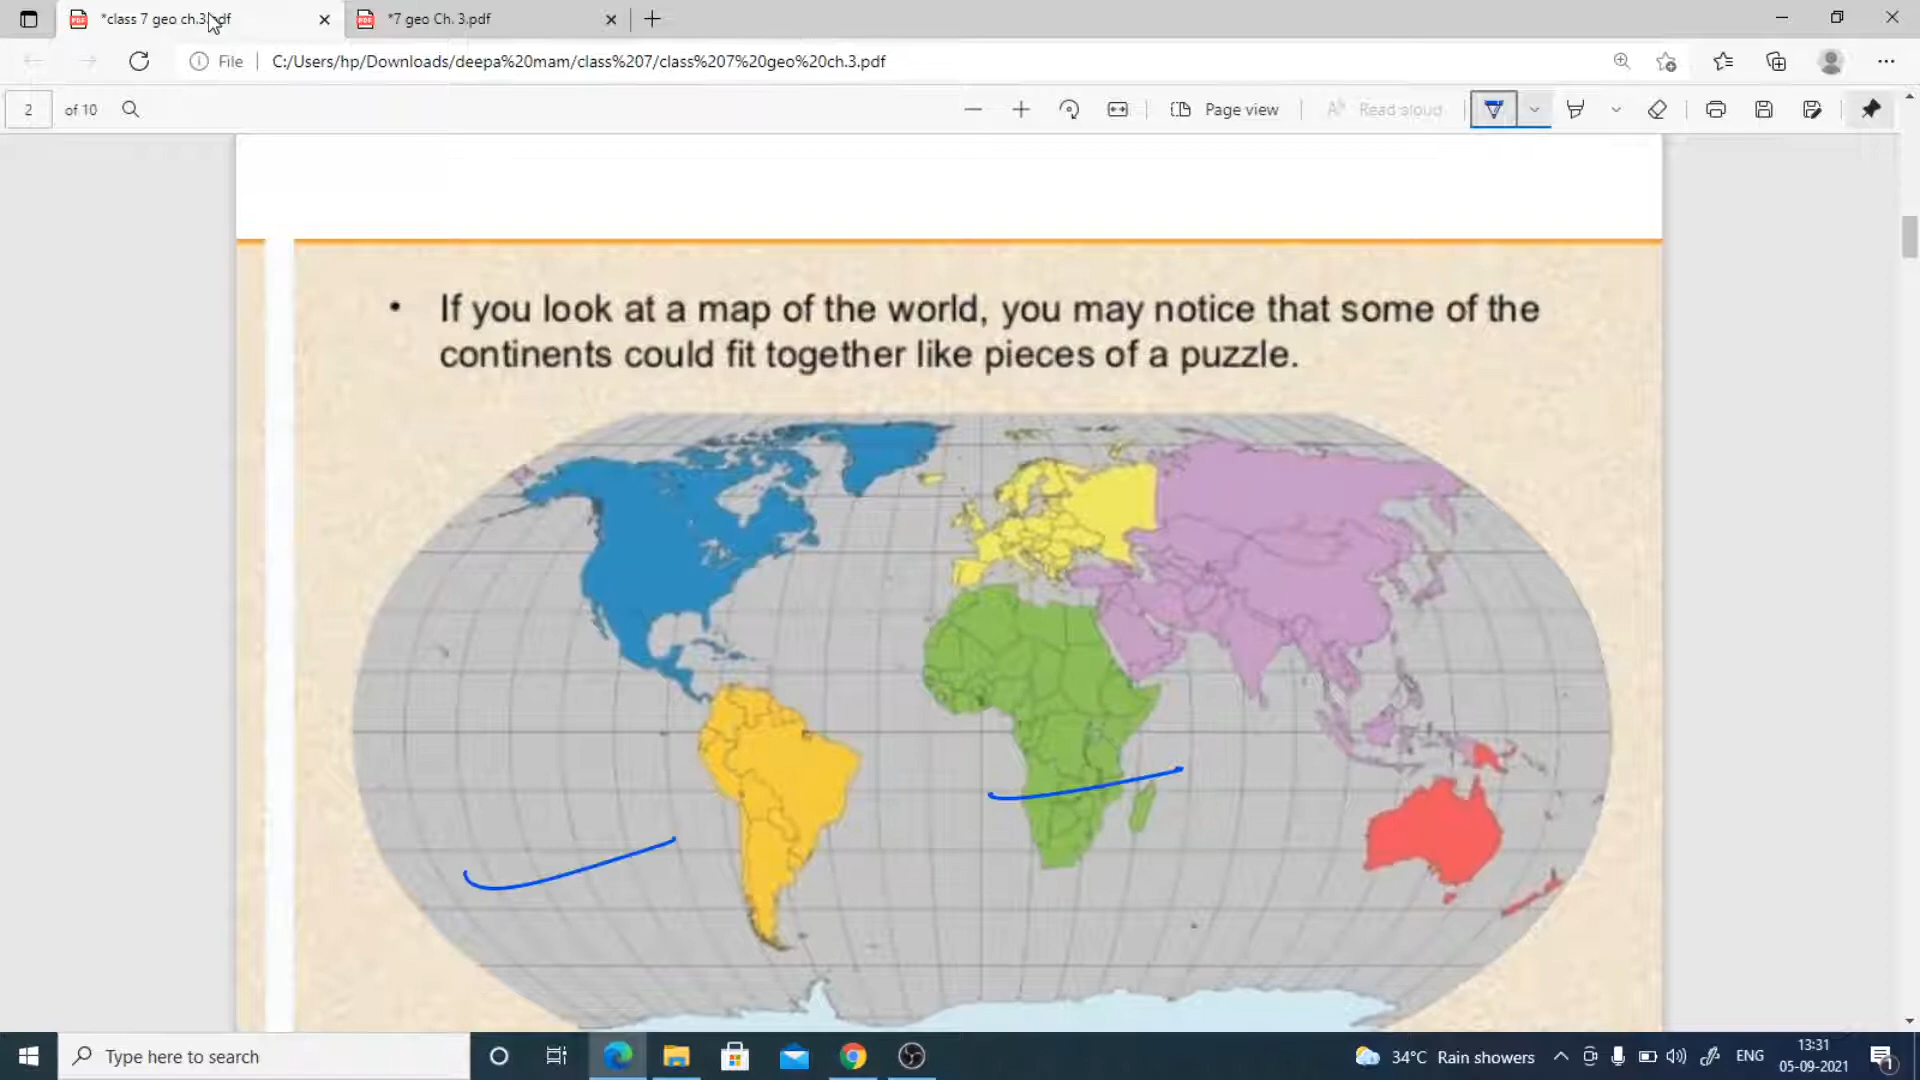 *class 7 geo ch.3.pdf
*7 geo Ch. 3.pdf
File
C:/Users/hp/Downloads/deepa%20mam/class%207/class%207%20geo%20ch.3.pdf
2 of 10
Page view
Read aloud
• If you look at a map of the world, you may notice that some of the
continents could fit together like pieces of a puzzle.
Type here to search
34°C Rain showers
ENG
13:31
05-09-2021
1